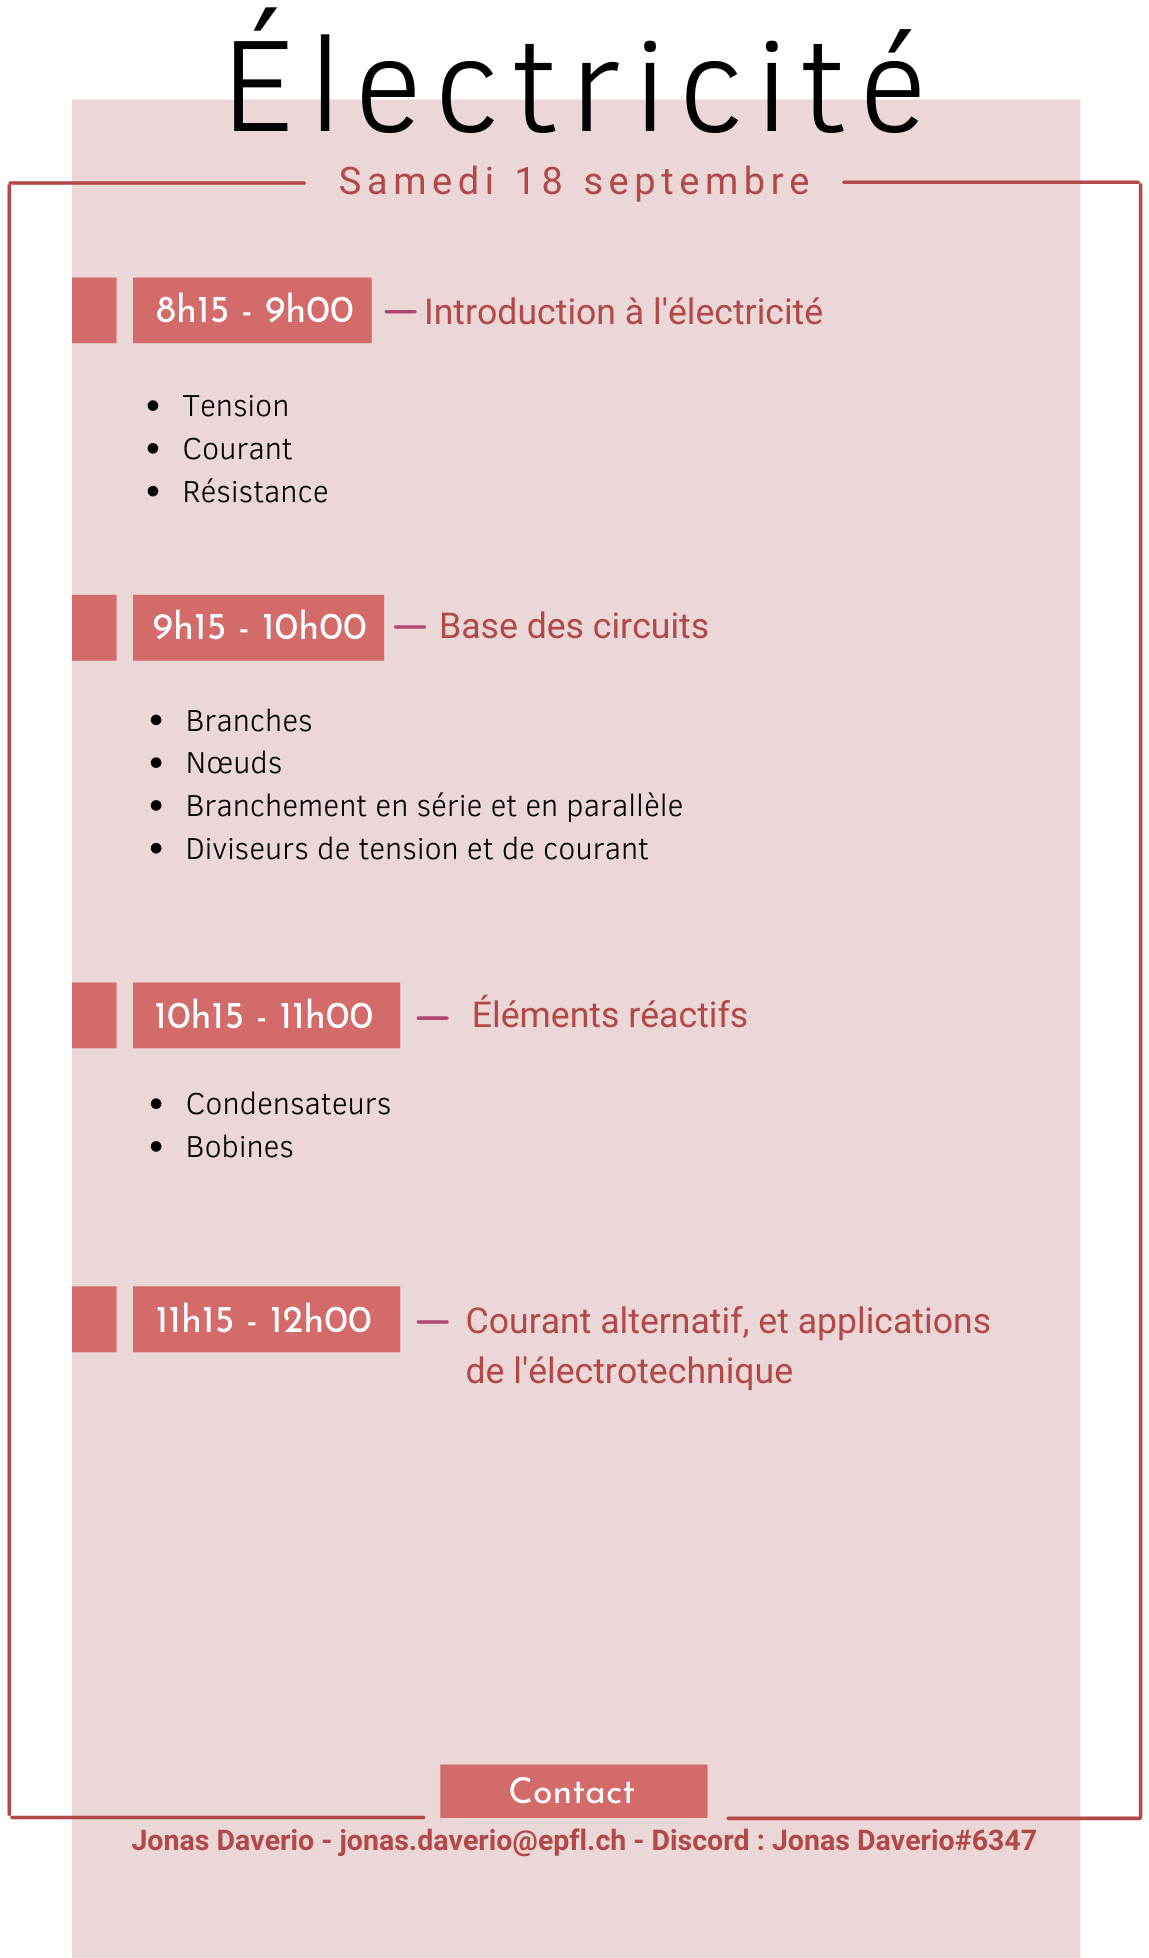 Électricité
Samedi 18 septembre
8h15 - 9h00 — Introduction à l'électricité
• Tension
• Courant
• Résistance
9h15 - 10h00 — Base des circuits
• Branches
• Nœuds
• Branchement en série et en parallèle
• Diviseurs de tension et de courant
10h15 - 11h00 — Éléments réactifs
• Condensateurs
• Bobines
11h15 - 12h00 — Courant alternatif, et applications
de l'électrotechnique
Contact
Jonas Daverio - jonas.daverio@epfl.ch - Discord : Jonas Daverio#6347